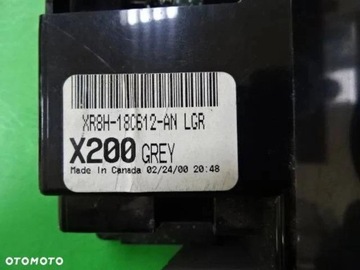 XR8H-18C612-AN LGR
X200 GREY
Made In Canada 02/24/00 20:48
OTOMOTO